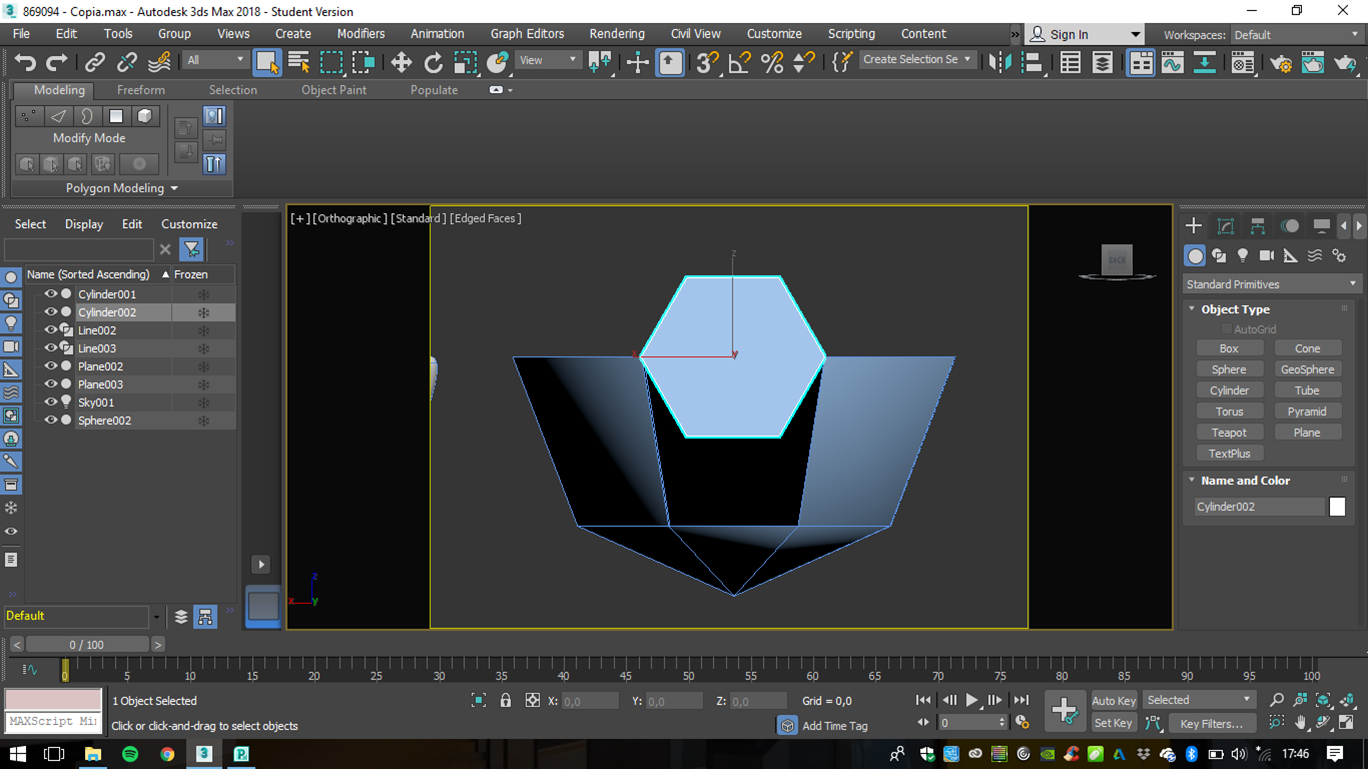 869094 - Copia.max - Autodesk 3ds Max 2018 - Student Version
File Edit Tools Group Views Create Modifiers Animation Graph Editors Rendering Civil View Customize Scripting Content
Sign In Workspaces: Default
All View Create Selection Se
Modeling Freeform Selection Object Paint Populate
Modify Mode
Polygon Modeling
Select Display Edit Customize
[+] [Orthographic ] [Standard ] [Edged Faces ]
Name (Sorted Ascending) Frozen
Cylinder001
Cylinder002
Line002
Line003
Plane002
Plane003
Sky001
Sphere002
z
x
y
BACK
Standard Primitives
Object Type
AutoGrid
Box Cone
Sphere GeoSphere
Cylinder Tube
Torus Pyramid
Teapot Plane
TextPlus
Name and Color
Cylinder002
z
x y
Default
0 / 100
0 5 10 15 20 25 30 35 40 45 50 55 60 65 70 75 80 85 90 95 100
1 Object Selected X: 0,0 Y: 0,0 Z: 0,0 Grid = 0,0 Auto Key Selected
MAXScript Mi
Click or click-and-drag to select objects Add Time Tag 0 Set Key Key Filters...
17:46